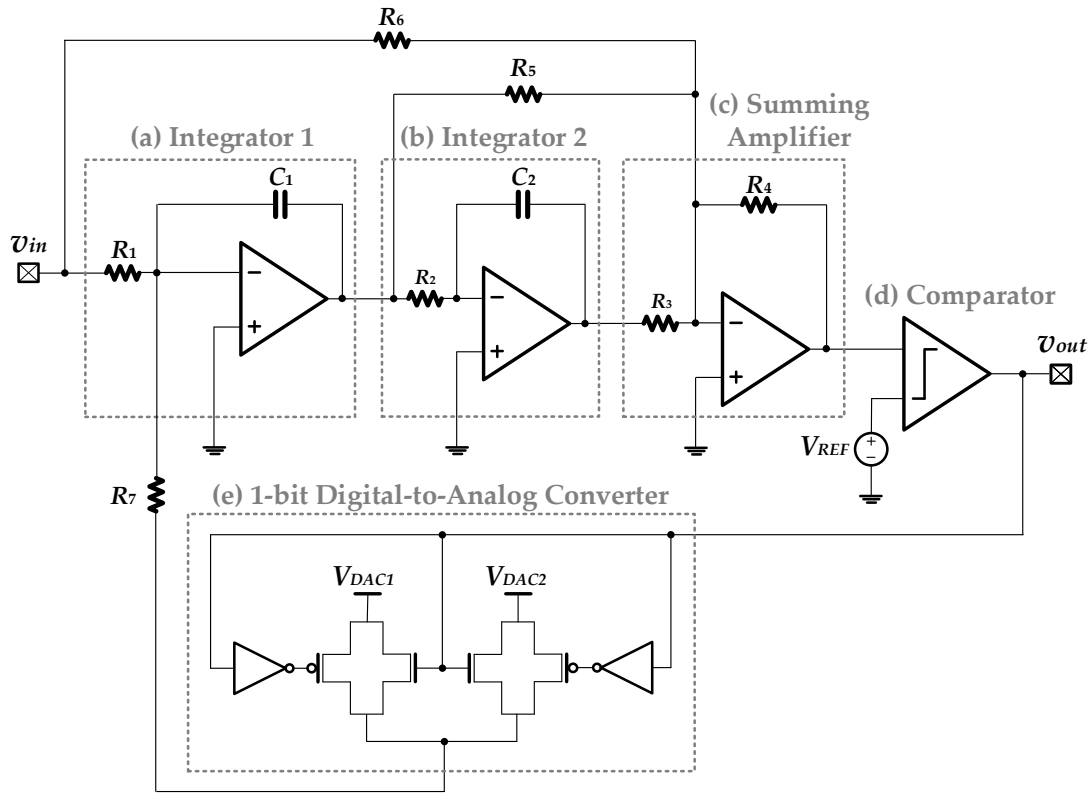 R6
R5
(c) Summing
Amplifier
(a) Integrator 1
(b) Integrator 2
C1
C2
R4
vin
R1
R2
R3
(d) Comparator
vout
VREF
R7
(e) 1-bit Digital-to-Analog Converter
VDAC1
VDAC2